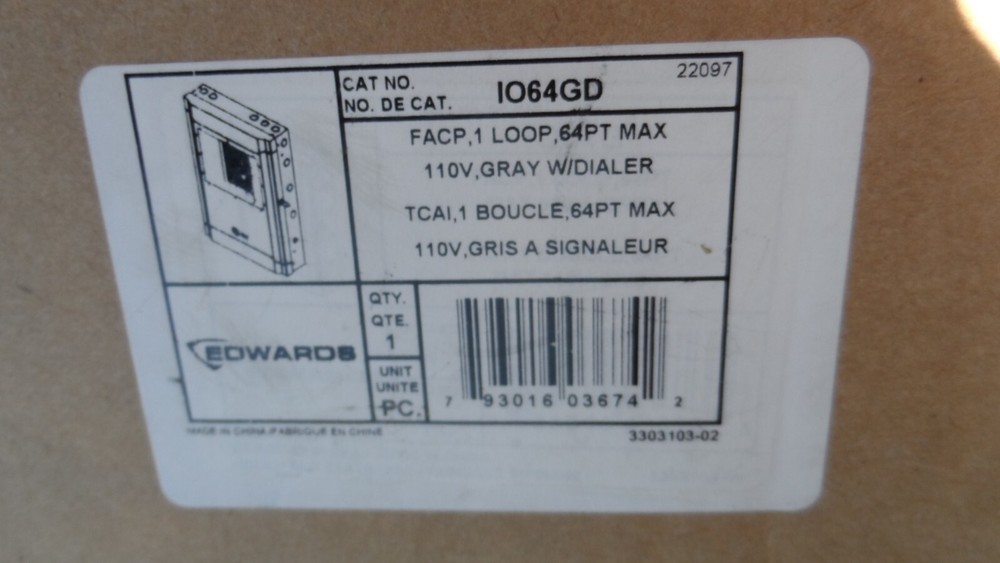 CAT NO.
NO. DE CAT.
IO64GD
22097
FACP,1 LOOP,64PT MAX
110V,GRAY W/DIALER
TCAI,1 BOUCLE,64PT MAX
110V,GRIS A SIGNALEUR
EDWARDS
QTY.
QTE.
1
UNIT
UNITE
PC.
7 93016 03674 2
MADE IN CHINA /FABRIQUE EN CHINE
3303103-02